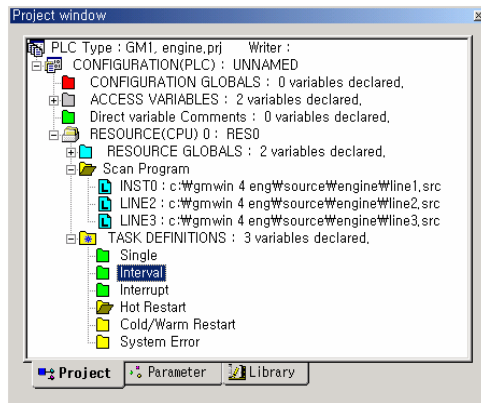 Project window
PLC Type : GM1, engine.prj Writer :
CONFIGURATION(PLC) : UNNAMED
CONFIGURATION GLOBALS : 0 variables declared.
ACCESS VARIABLES : 2 variables declared.
Direct variable Comments : 0 variables declared.
RESOURCE(CPU) 0 : RES0
RESOURCE GLOBALS : 2 variables declared.
Scan Program
L INST0 : c:₩gmwin 4 eng₩source₩engine₩line1.src
L LINE2 : c:₩gmwin 4 eng₩source₩engine₩line2.src
L LINE3 : c:₩gmwin 4 eng₩source₩engine₩line3.src
TASK DEFINITIONS : 3 variables declared.
Single
Interval
Interrupt
Hot Restart
Cold/Warm Restart
System Error
Project Parameter Library